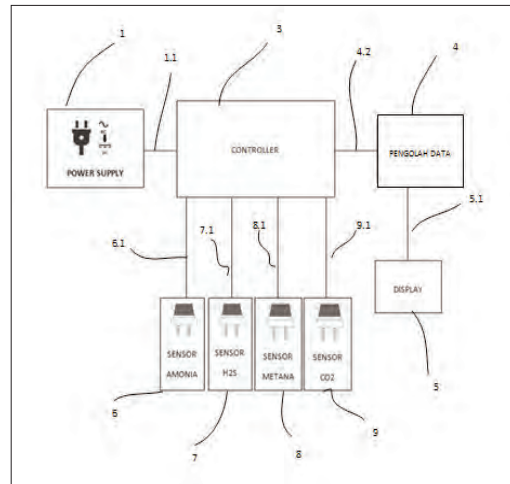 1
1.1
3
4.2
4
POWER SUPPLY
CONTROLLER
PENGOLAH DATA
5.1
6.1
7.1
8.1
9.1
DISPLAY
SENSOR
AMONIA
SENSOR
H2S
SENSOR
METANA
SENSOR
CO2
5
6
7
8
9